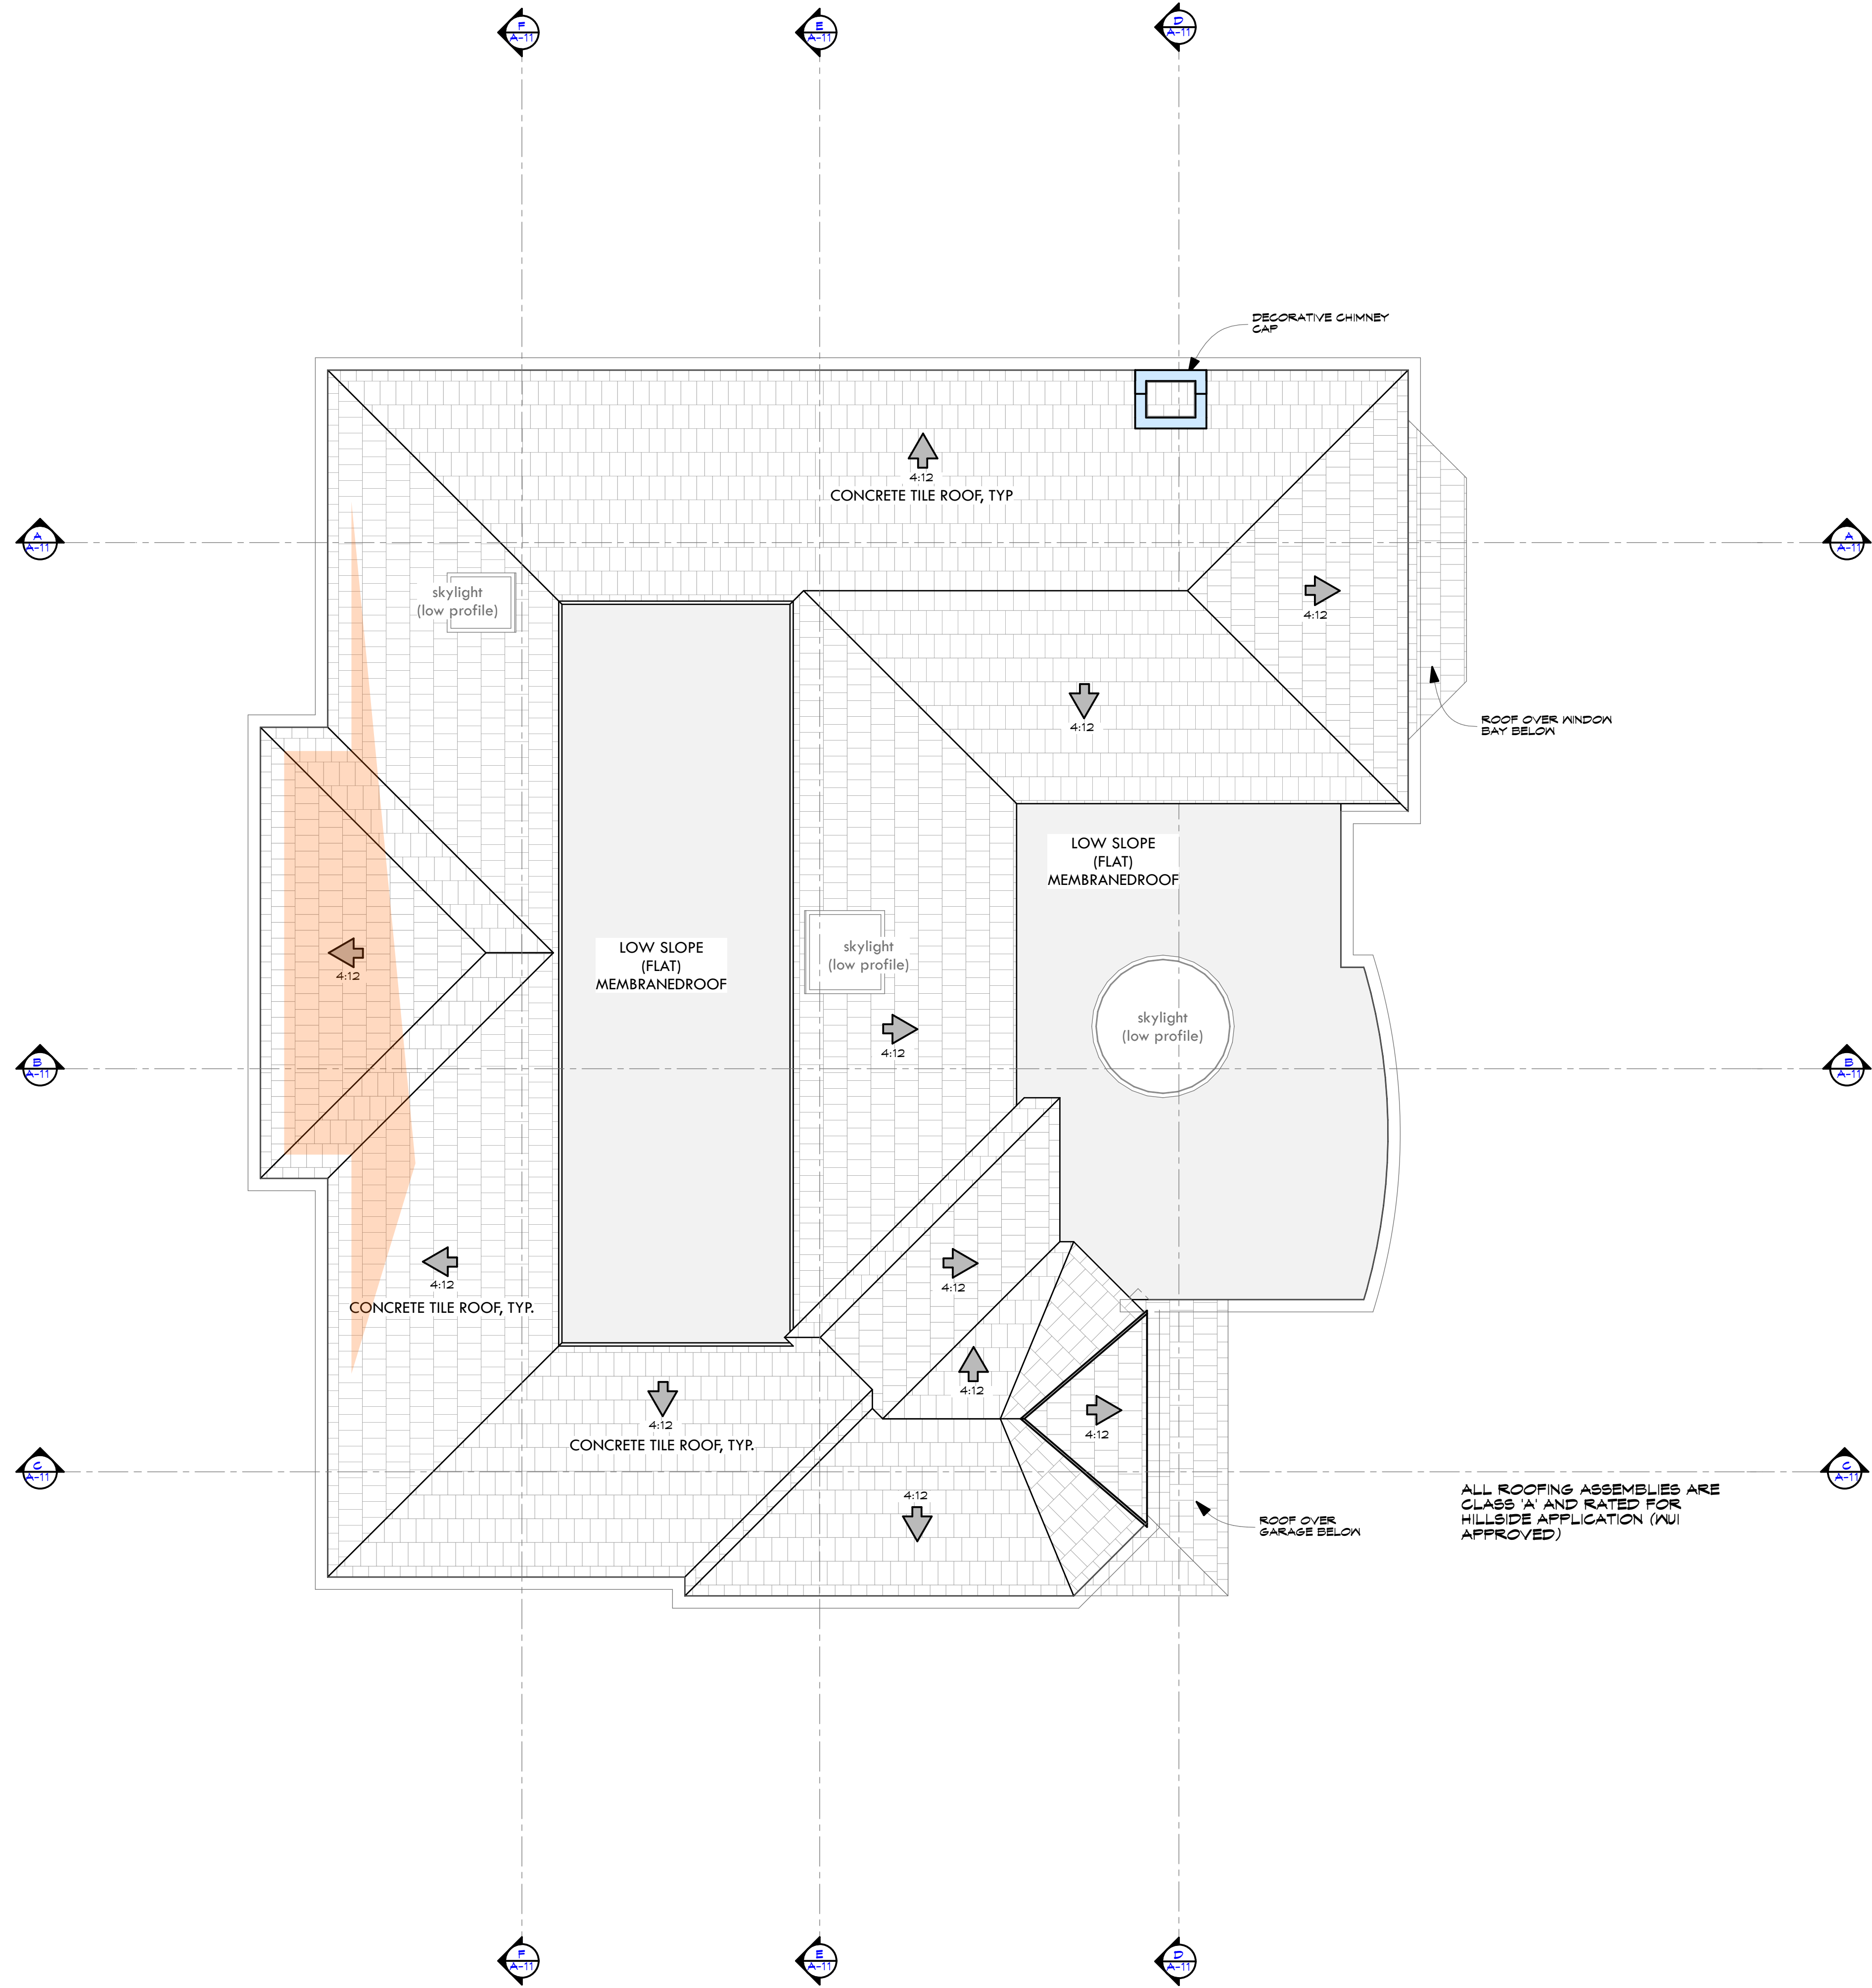 F
A-11
E
A-11
D
A-11
DECORATIVE CHIMNEY
CAP
4:12
CONCRETE TILE ROOF, TYP
A
A-11
A
A-11
skylight
(low profile)
4:12
4:12
ROOF OVER WINDOW
BAY BELOW
LOW SLOPE
(FLAT)
MEMBRANEDROOF
LOW SLOPE
(FLAT)
MEMBRANEDROOF
skylight
(low profile)
4:12
skylight
(low profile)
4:12
B
A-11
B
A-11
4:12
CONCRETE TILE ROOF, TYP.
4:12
4:12
4:12
CONCRETE TILE ROOF, TYP.
4:12
C
A-11
C
A-11
4:12
ROOF OVER
GARAGE BELOW
ALL ROOFING ASSEMBLIES ARE
CLASS 'A' AND RATED FOR
HILLSIDE APPLICATION (WUI
APPROVED)
F
A-11
E
A-11
D
A-11